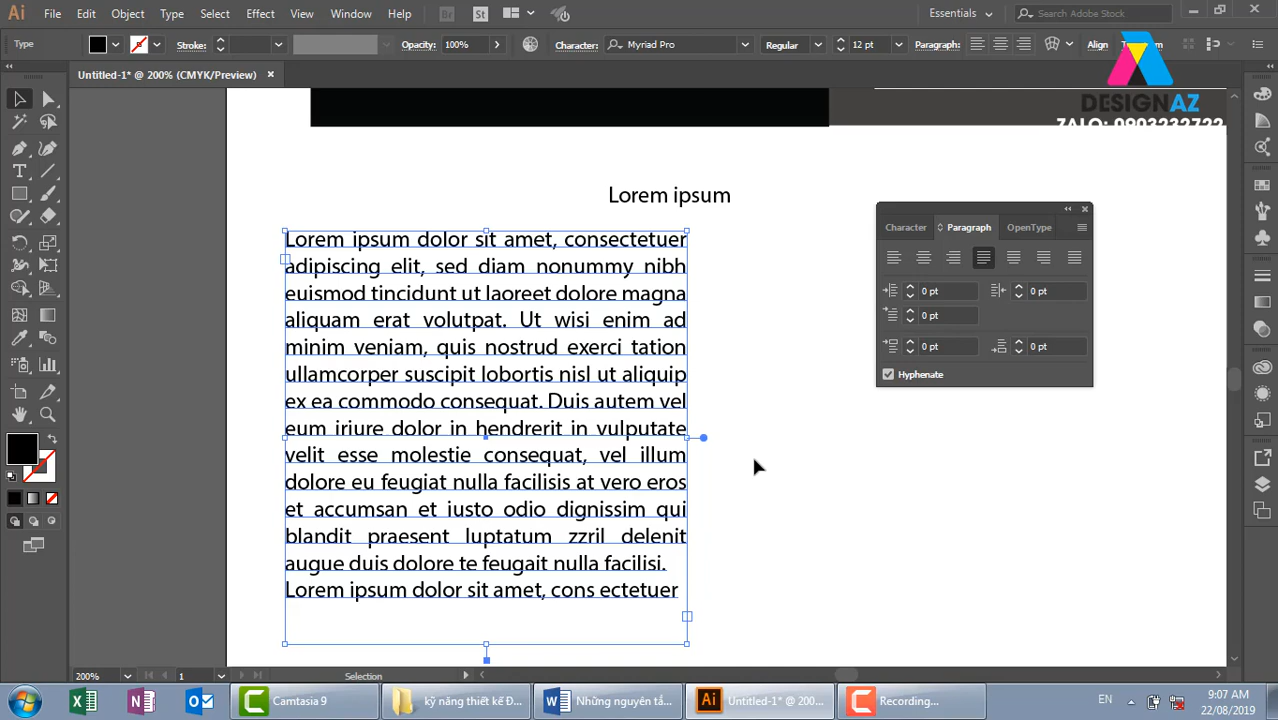 Ai File Edit Object Type Select Effect View Window Help Br St Essentials Search Adobe Stock
Type Stroke: Opacity: 100% Character: Myriad Pro Regular 12 pt Paragraph: Align
Untitled-1* @ 200% (CMYK/Preview)
DESIGNAZ
ZALO: 0903232722
Lorem ipsum
Lorem ipsum dolor sit amet, consectetuer
adipiscing elit, sed diam nonummy nibh
euismod tincidunt ut laoreet dolore magna
aliquam erat volutpat. Ut wisi enim ad
minim veniam, quis nostrud exerci tation
ullamcorper suscipit lobortis nisl ut aliquip
ex ea commodo consequat. Duis autem vel
eum iriure dolor in hendrerit in vulputate
velit esse molestie consequat, vel illum
dolore eu feugiat nulla facilisis at vero eros
et accumsan et iusto odio dignissim qui
blandit praesent luptatum zzril delenit
augue duis dolore te feugait nulla facilisi.
Lorem ipsum dolor sit amet, cons ectetuer
Character Paragraph OpenType
0 pt 0 pt
0 pt
0 pt 0 pt
Hyphenate
200% 1 Selection
Camtasia 9 kỹ năng thiết kế Đ... Những nguyên tắ... Ai Untitled-1* @ 200... Recording... EN 9:07 AM
22/08/2019